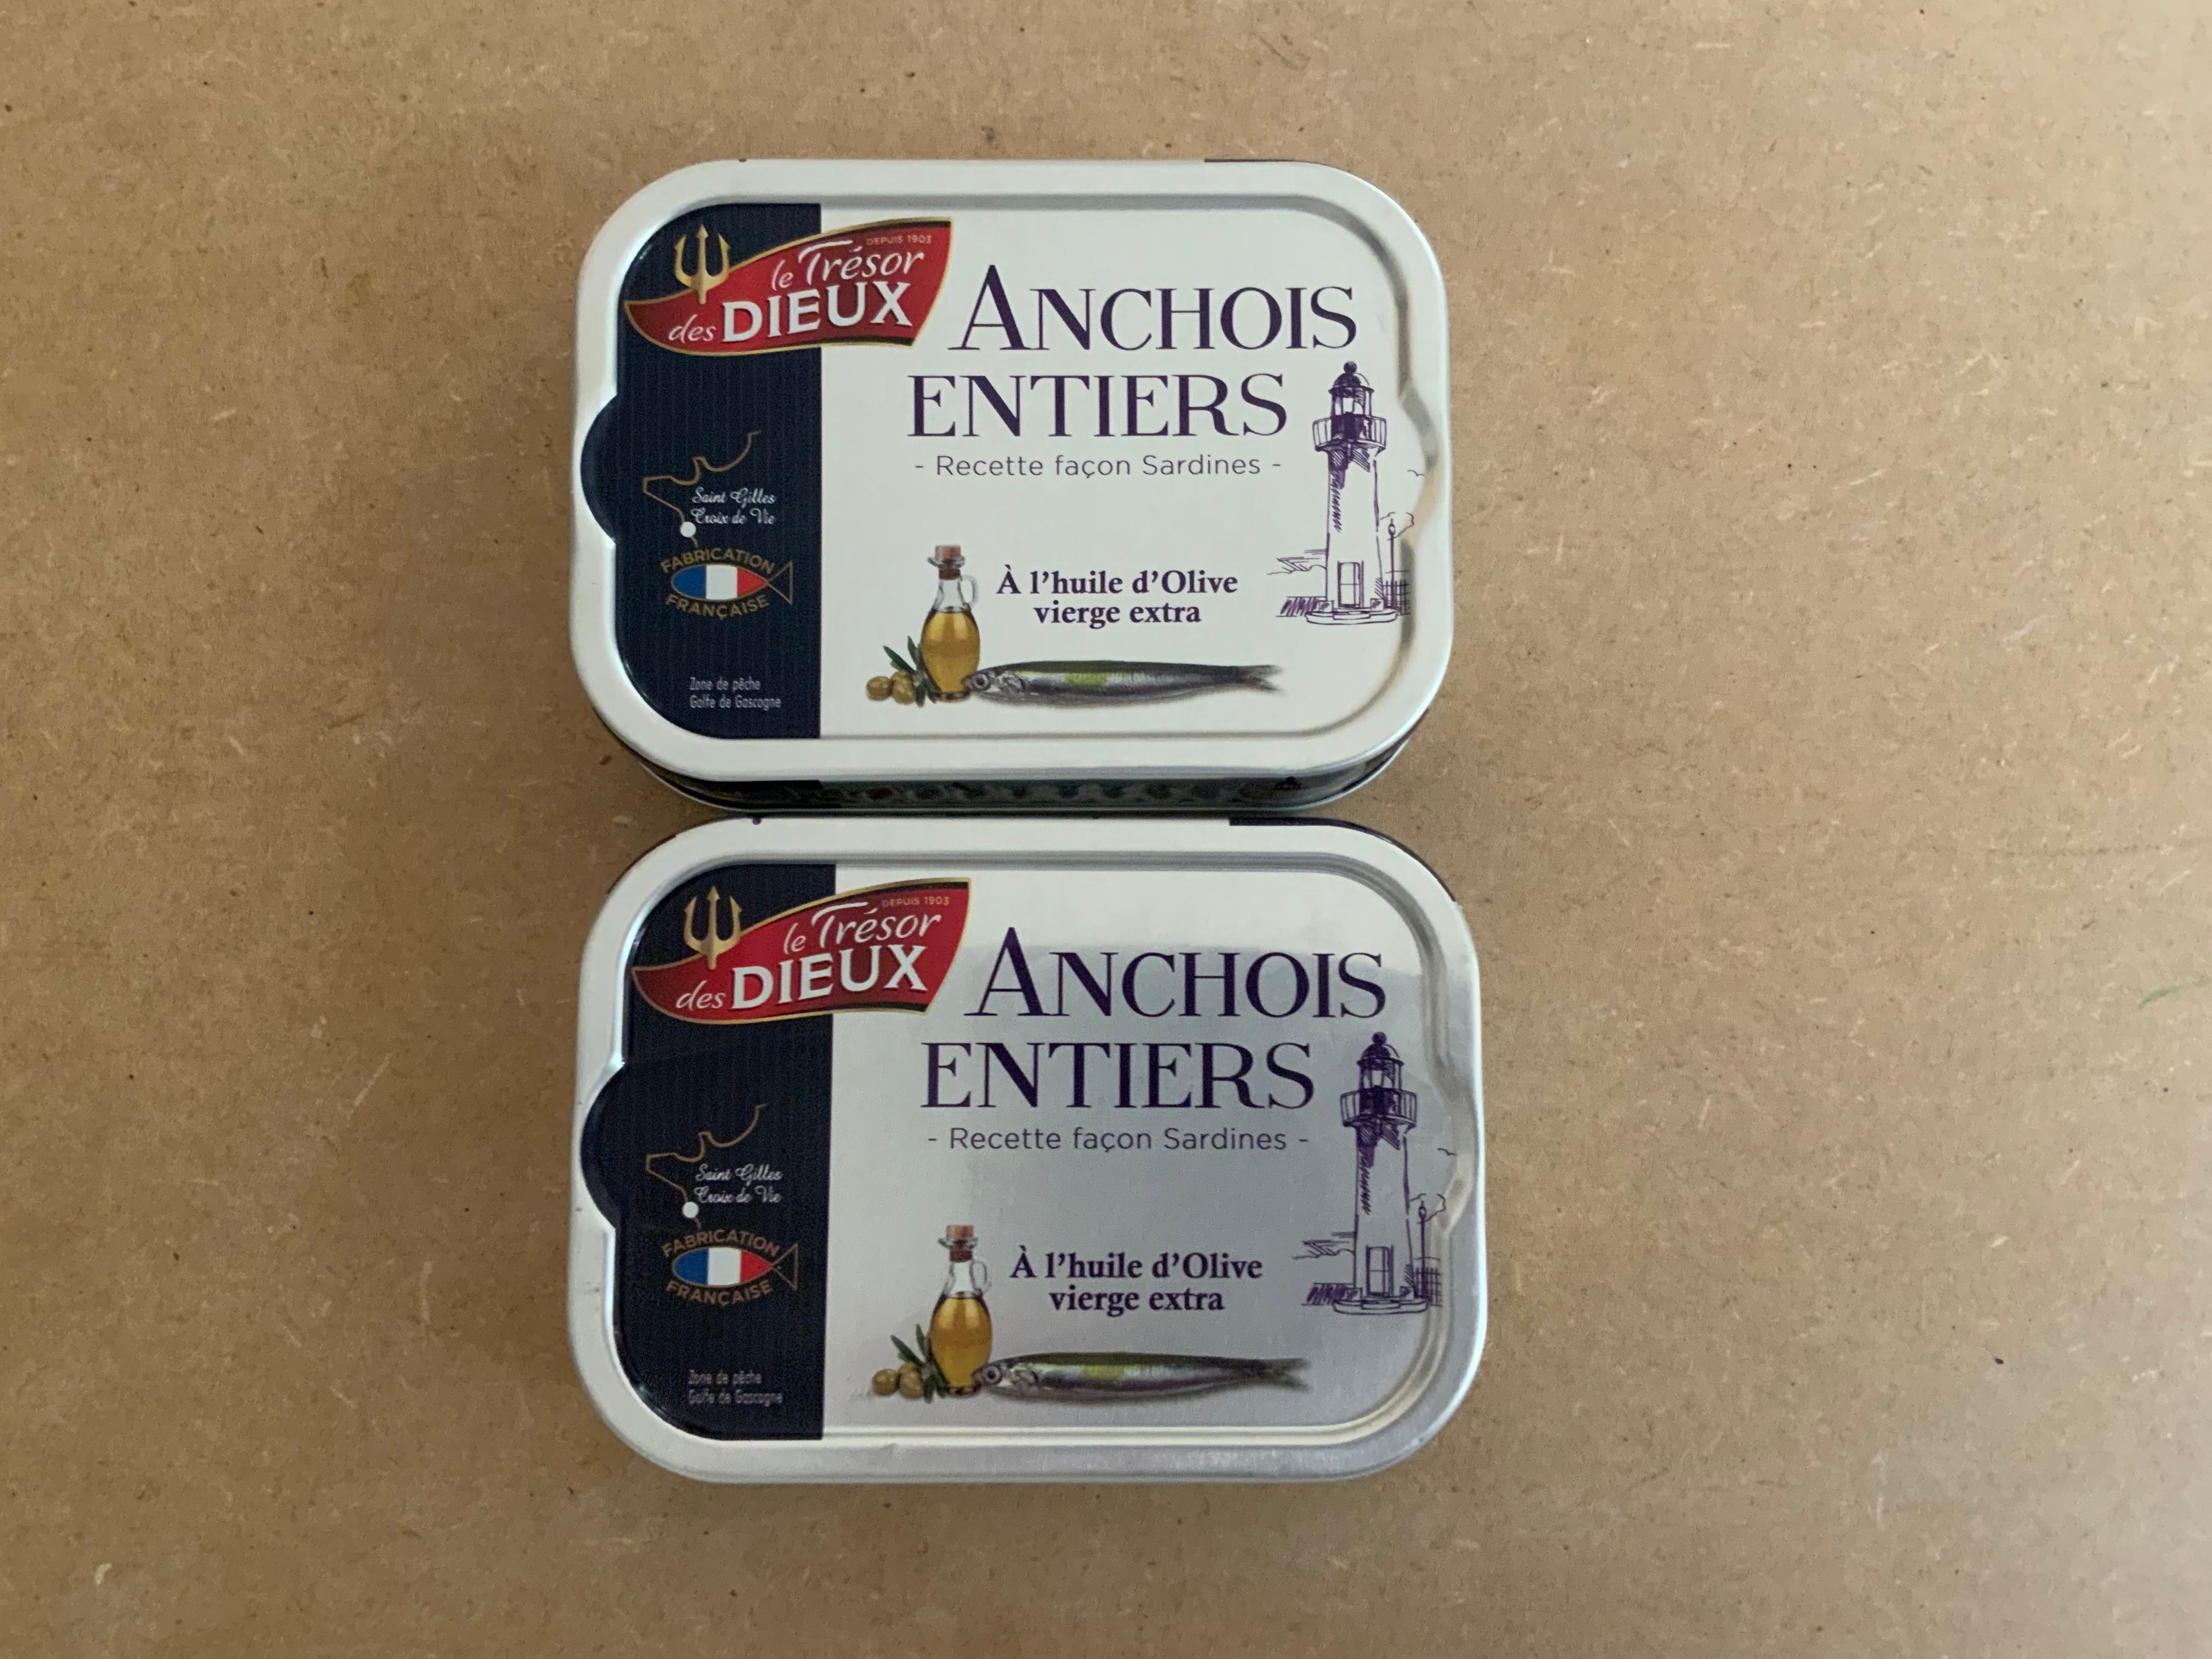 DEPUIS 1903
le Trésor
des DIEUX
ANCHOIS
ENTIERS
- Recette façon Sardines -
Saint Gilles
Croix de Vie
FABRICATION
FRANÇAISE
À l'huile d'Olive
vierge extra
Zone de pêche
Golfe de Gascogne
DEPUIS 1903
le Trésor
des DIEUX
ANCHOIS
ENTIERS
- Recette façon Sardines -
Saint Gilles
Croix de Vie
FABRICATION
FRANÇAISE
À l'huile d'Olive
vierge extra
Zone de pêche
Golfe de Gascogne